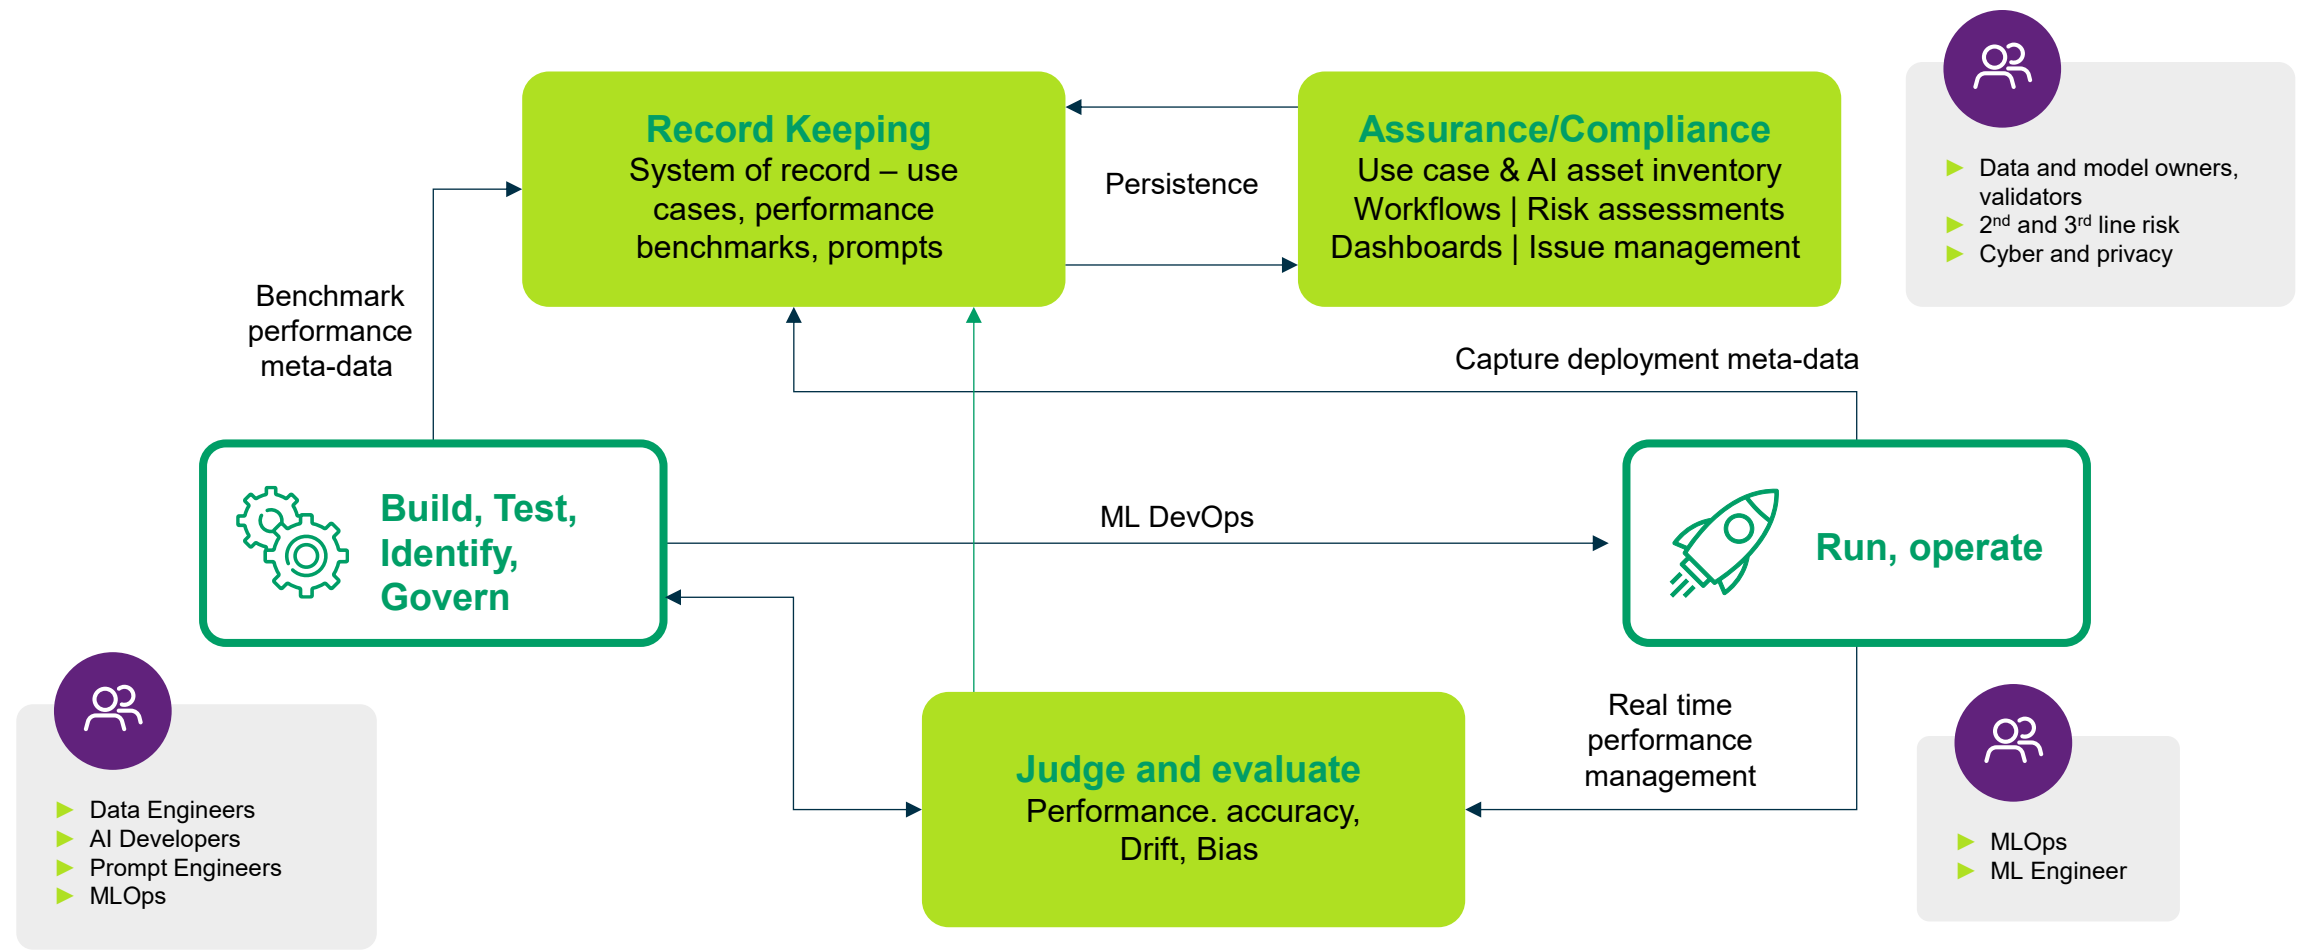 Record Keeping
System of record – use
cases, performance
benchmarks, prompts
Persistence
Assurance/Compliance
Use case & AI asset inventory
Workflows | Risk assessments
Dashboards | Issue management
Data and model owners,
validators
2nd and 3rd line risk
Cyber and privacy
Benchmark
performance
meta-data
Capture deployment meta-data
Build, Test,
Identify,
Govern
ML DevOps
Run, operate
Data Engineers
AI Developers
Prompt Engineers
MLOps
Judge and evaluate
Performance. accuracy,
Drift, Bias
Real time
performance
management
MLOps
ML Engineer